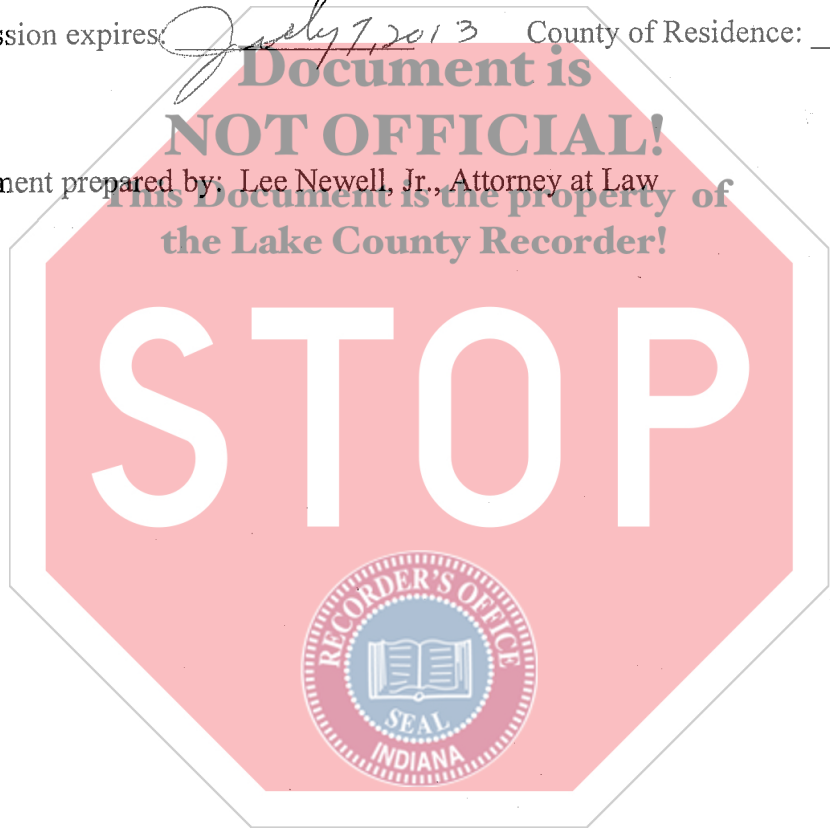 ssion expires: July 7, 2013 County of Residence: _
Document is
NOT OFFICIAL!
nent prepared by: Lee Newell, Jr., Attorney at Law
This Document is the property of
the Lake County Recorder!
STOP
RECORDER'S OFFICE
SEAL
INDIANA